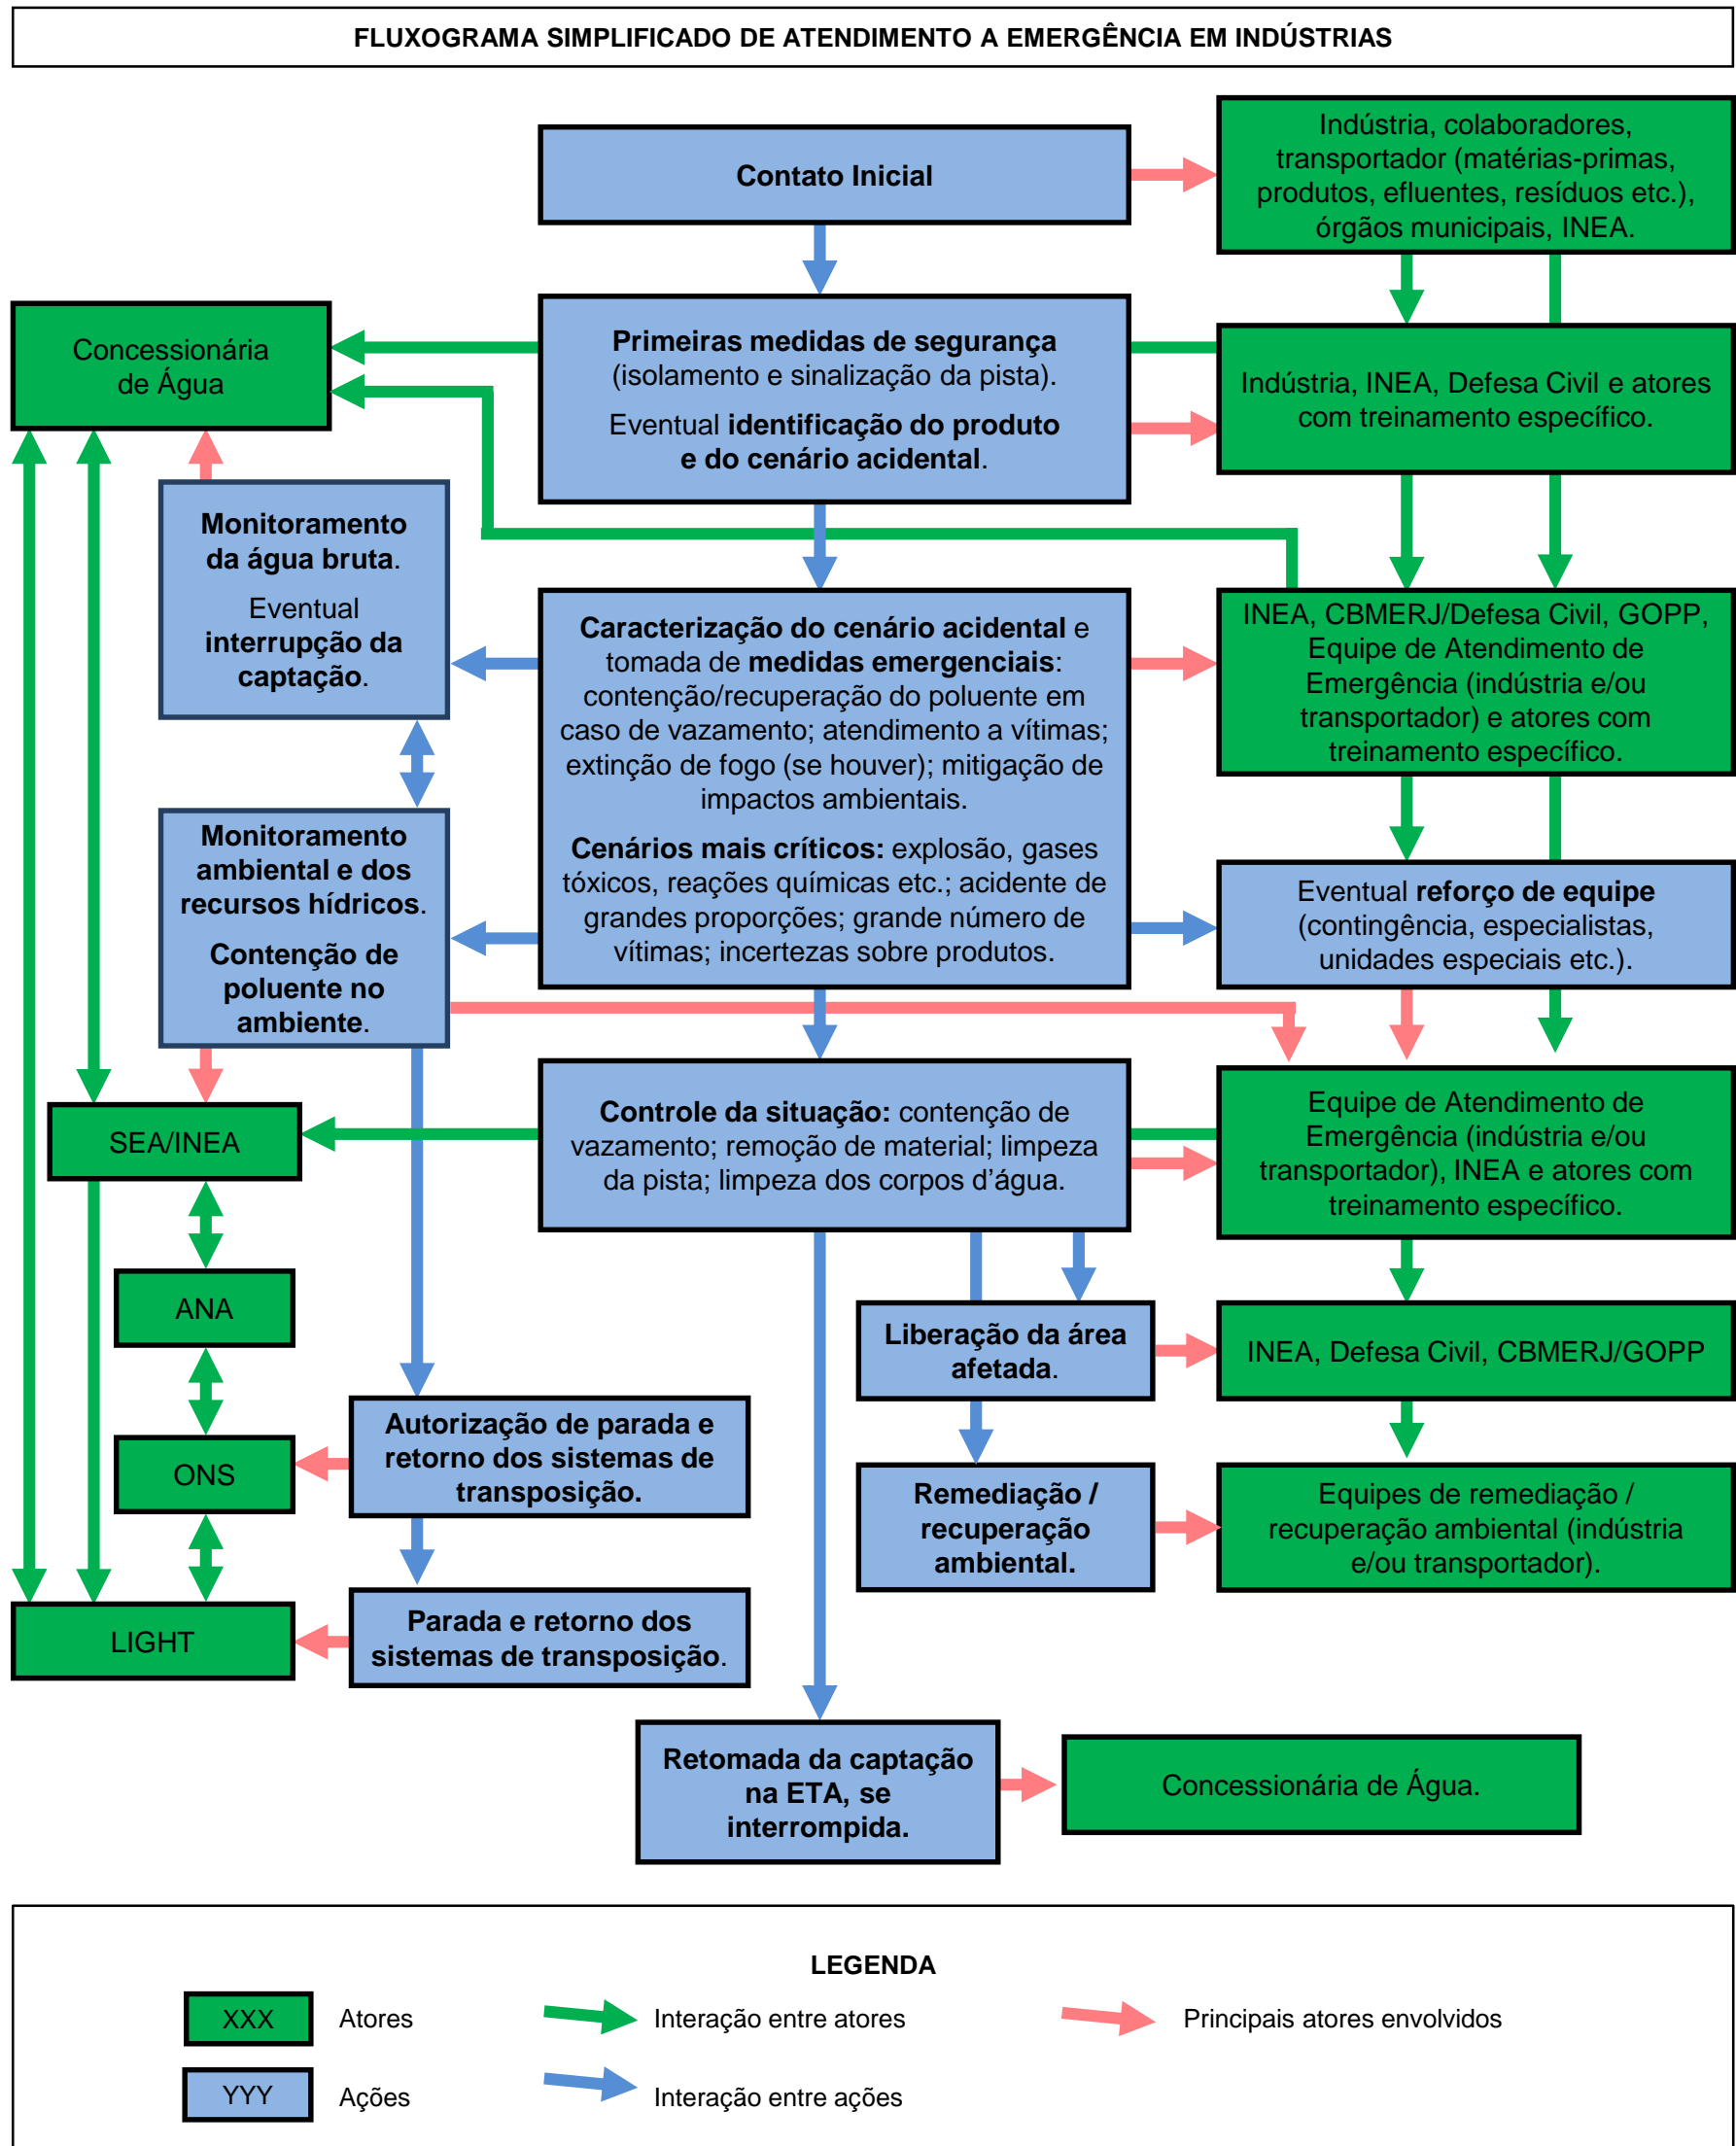 FLUXOGRAMA SIMPLIFICADO DE ATENDIMENTO A EMERGÊNCIA EM INDÚSTRIAS
Contato Inicial
Indústria, colaboradores,
transportador (matérias-primas,
produtos, efluentes, resíduos etc.),
órgãos municipais, INEA.
Concessionária
de Água
Primeiras medidas de segurança
(isolamento e sinalização da pista).
Eventual identificação do produto
e do cenário acidental.
Indústria, INEA, Defesa Civil e atores
com treinamento específico.
Monitoramento
da água bruta.
Eventual
interrupção da
captação.
Caracterização do cenário acidental e
tomada de medidas emergenciais:
contenção/recuperação do poluente em
caso de vazamento; atendimento a vítimas;
extinção de fogo (se houver); mitigação de
impactos ambientais.
Cenários mais críticos: explosão, gases
tóxicos, reações químicas etc.; acidente de
grandes proporções; grande número de
vítimas; incertezas sobre produtos.
INEA, CBMERJ/Defesa Civil, GOPP,
Equipe de Atendimento de
Emergência (indústria e/ou
transportador) e atores com
treinamento específico.
Monitoramento
ambiental e dos
recursos hídricos.
Contenção de
poluente no
ambiente.
Eventual reforço de equipe
(contingência, especialistas,
unidades especiais etc.).
SEA/INEA
Controle da situação: contenção de
vazamento; remoção de material; limpeza
da pista; limpeza dos corpos d'água.
Equipe de Atendimento de
Emergência (indústria e/ou
transportador), INEA e atores com
treinamento específico.
ANA
Liberação da área
afetada.
INEA, Defesa Civil, CBMERJ/GOPP
ONS
Autorização de parada e
retorno dos sistemas de
transposição.
Remediação /
recuperação
ambiental.
Equipes de remediação /
recuperação ambiental (indústria
e/ou transportador).
LIGHT
Parada e retorno dos
sistemas de transposição.
Retomada da captação
na ETA, se
interrompida.
Concessionária de Água.
LEGENDA
XXX
Atores
Interação entre atores
Principais atores envolvidos
YYY
Ações
Interação entre ações